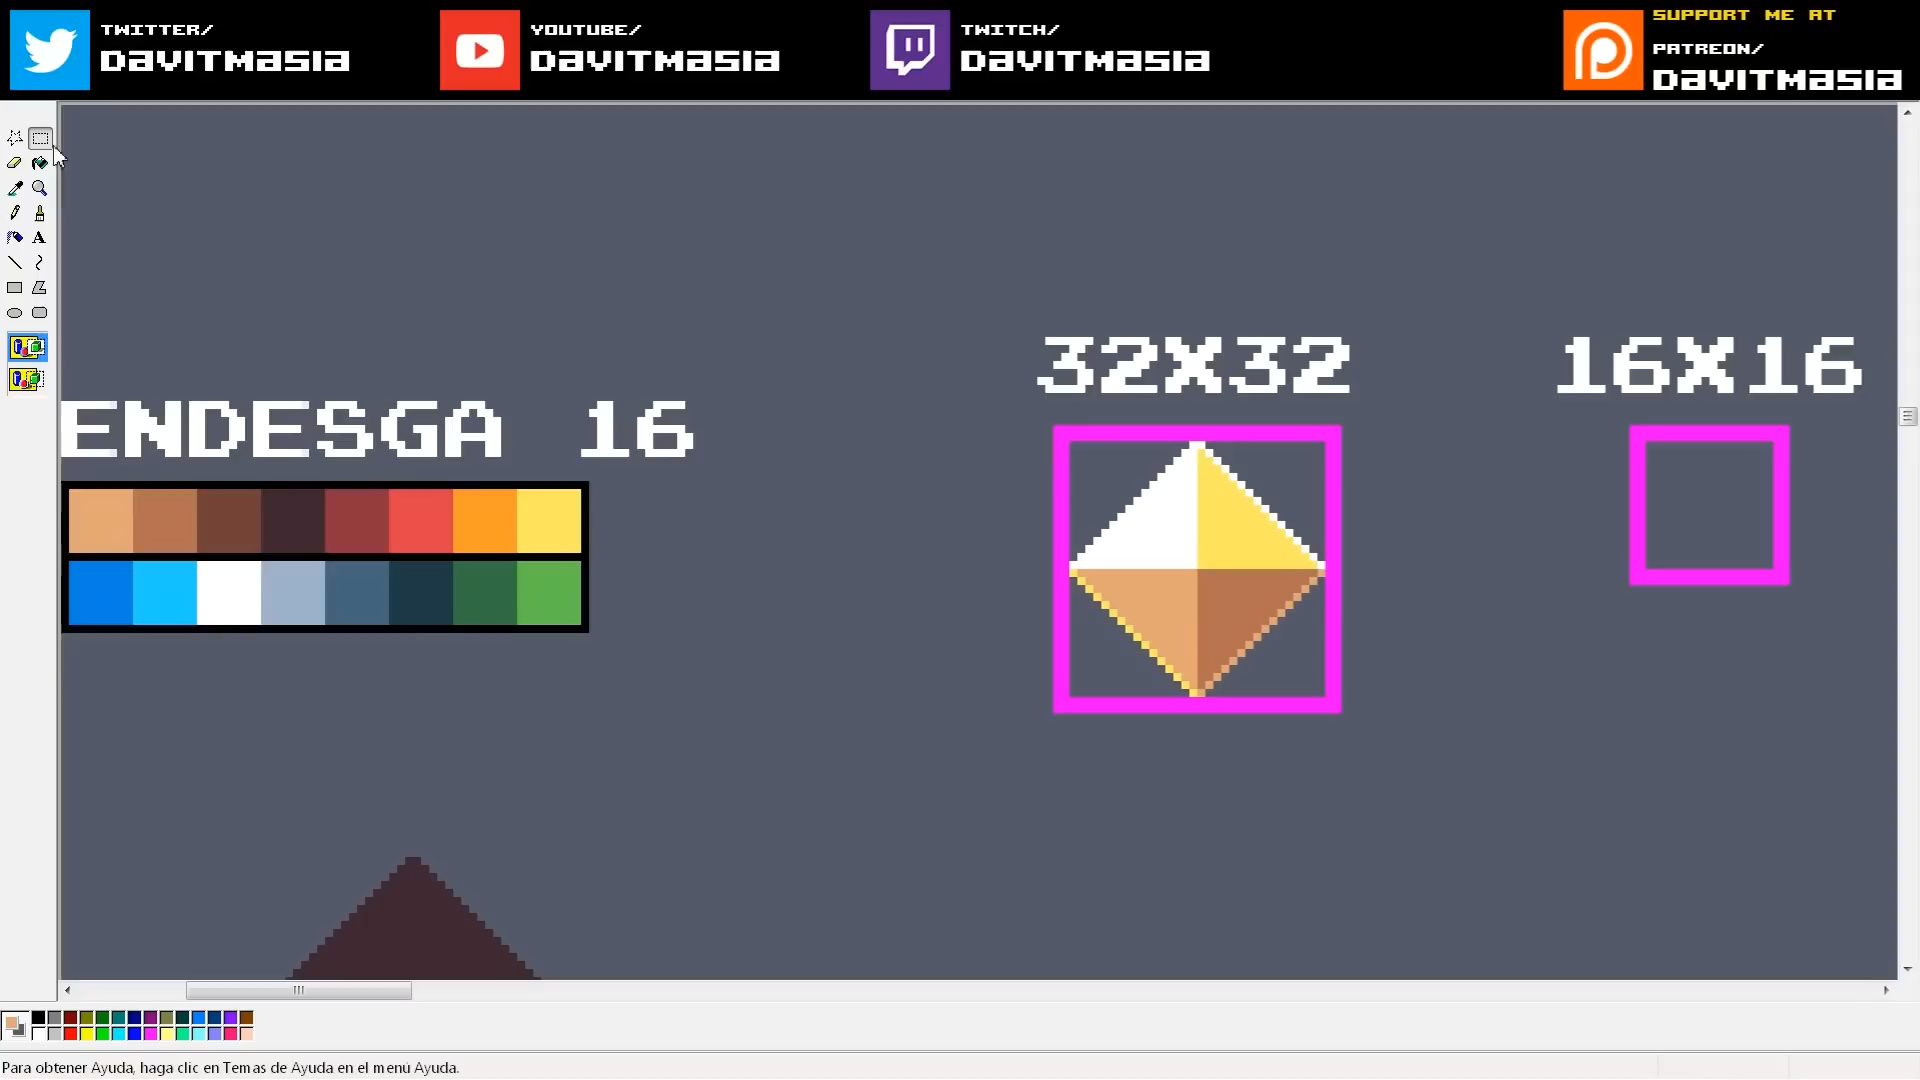 TWITTER/
DAVITMASIA
YOUTUBE/
DAVITMASIA
TWITCH/
DAVITMASIA
SUPPORT ME AT
PATREON/
DAVITMASIA
A
32X32
16X16
ENDESGA 16
Para obtener Ayuda, haga clic en Temas de Ayuda en el menú Ayuda.